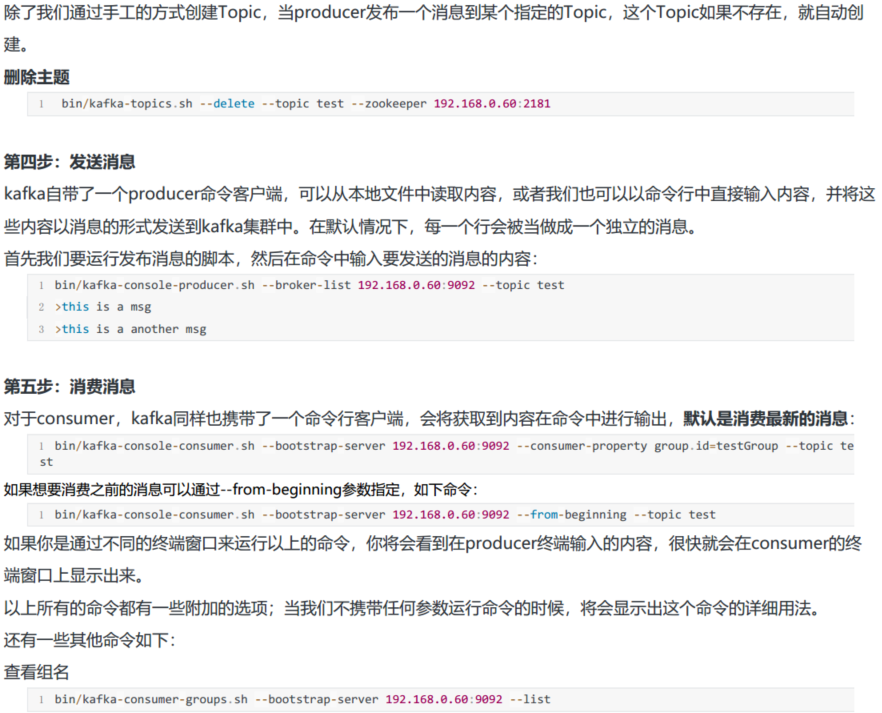 除了我们通过手工的方式创建Topic，当producer发布一个消息到某个指定的Topic，这个Topic如果不存在，就自动创
建。
删除主题
1 bin/kafka-topics.sh --delete --topic test --zookeeper 192.168.0.60:2181
第四步：发送消息
kafka自带了一个producer命令客户端，可以从本地文件中读取内容，或者我们也可以以命令行中直接输入内容，并将这
些内容以消息的形式发送到kafka集群中。在默认情况下，每一个行会被当做成一个独立的消息。
首先我们要运行发布消息的脚本，然后在命令中输入要发送的消息的内容：
1 bin/kafka-console-producer.sh --broker-list 192.168.0.60:9092 --topic test
2 >this is a msg
3 >this is a another msg
第五步：消费消息
对于consumer，kafka同样也携带了一个命令行客户端，会将获取到内容在命令中进行输出，默认是消费最新的消息：
1 bin/kafka-console-consumer.sh --bootstrap-server 192.168.0.60:9092 --consumer-property group.id=testGroup --topic te
st
如果想要消费之前的消息可以通过--from-beginning参数指定，如下命令：
1 bin/kafka-console-consumer.sh --bootstrap-server 192.168.0.60:9092 --from-beginning --topic test
如果你是通过不同的终端窗口来运行以上的命令，你将会看到在producer终端输入的内容，很快就会在consumer的终
端窗口上显示出来。
以上所有的命令都有一些附加的选项；当我们不携带任何参数运行命令的时候，将会显示出这个命令的详细用法。
还有一些其他命令如下：
查看组名
1 bin/kafka-consumer-groups.sh --bootstrap-server 192.168.0.60:9092 --list